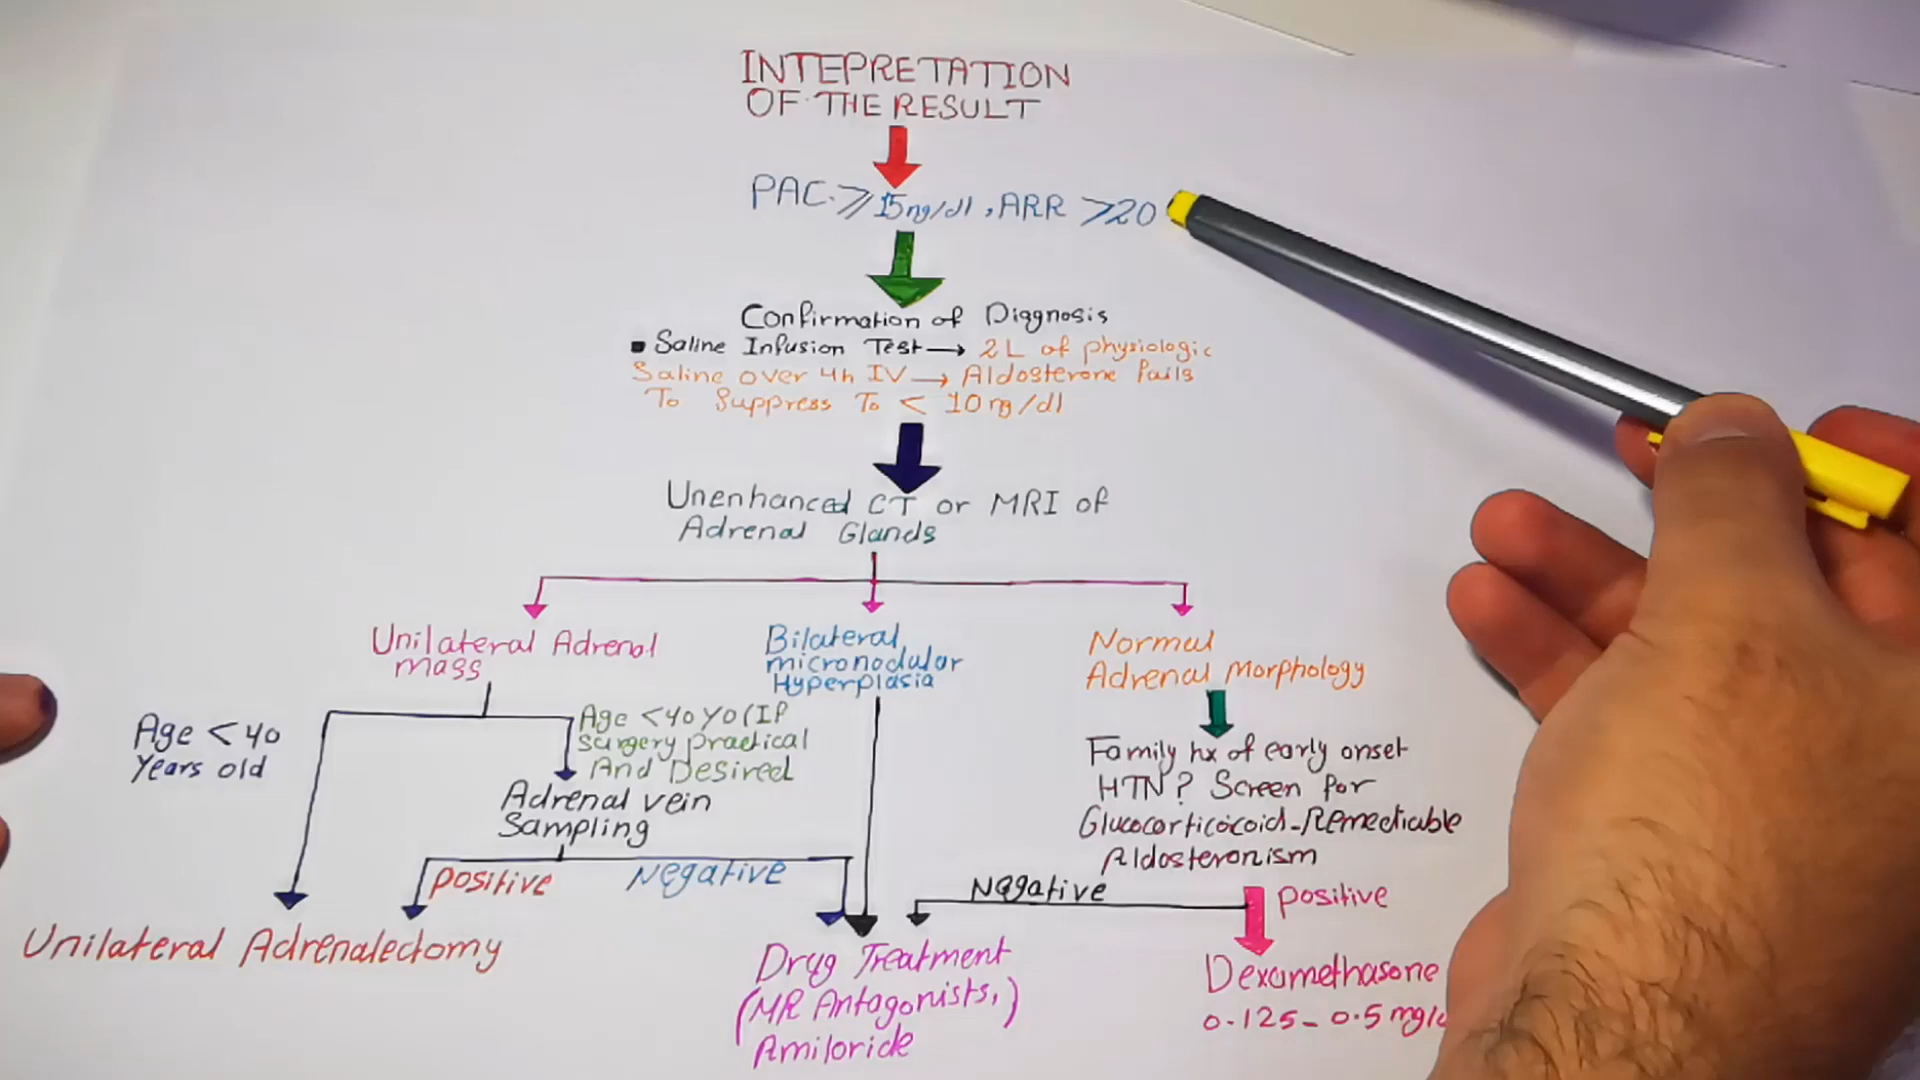 INTEPRETATION
OF THE RESULT
PAC ⩾ 15ng/dl, ARR >20
Confirmation of Diagnosis
▪ Saline Infusion Test → 2L of physiologic
Saline over 4h IV → Aldosterone Fails
To Suppress To < 10ng/dl
Unenhanced CT or MRI of
Adrenal Glands
Unilateral Adrenal
mass
Bilateral
micronodular
Hyperplasia
Normal
Adrenal Morphology
Age < 40
Years old
Age <40 YO (IF
surgery practical
And Desired
Adrenal vein
Sampling
Family hx of early onset
HTN? Screen for
Glucocorticocoid-Remediable
Aldosteronism
Positive
Negative
Negative
Positive
Unilateral Adrenalectomy
Drug Treatment
(MR Antagonists,)
Amiloride
Dexamethasone
0.125 - 0.5 mg/